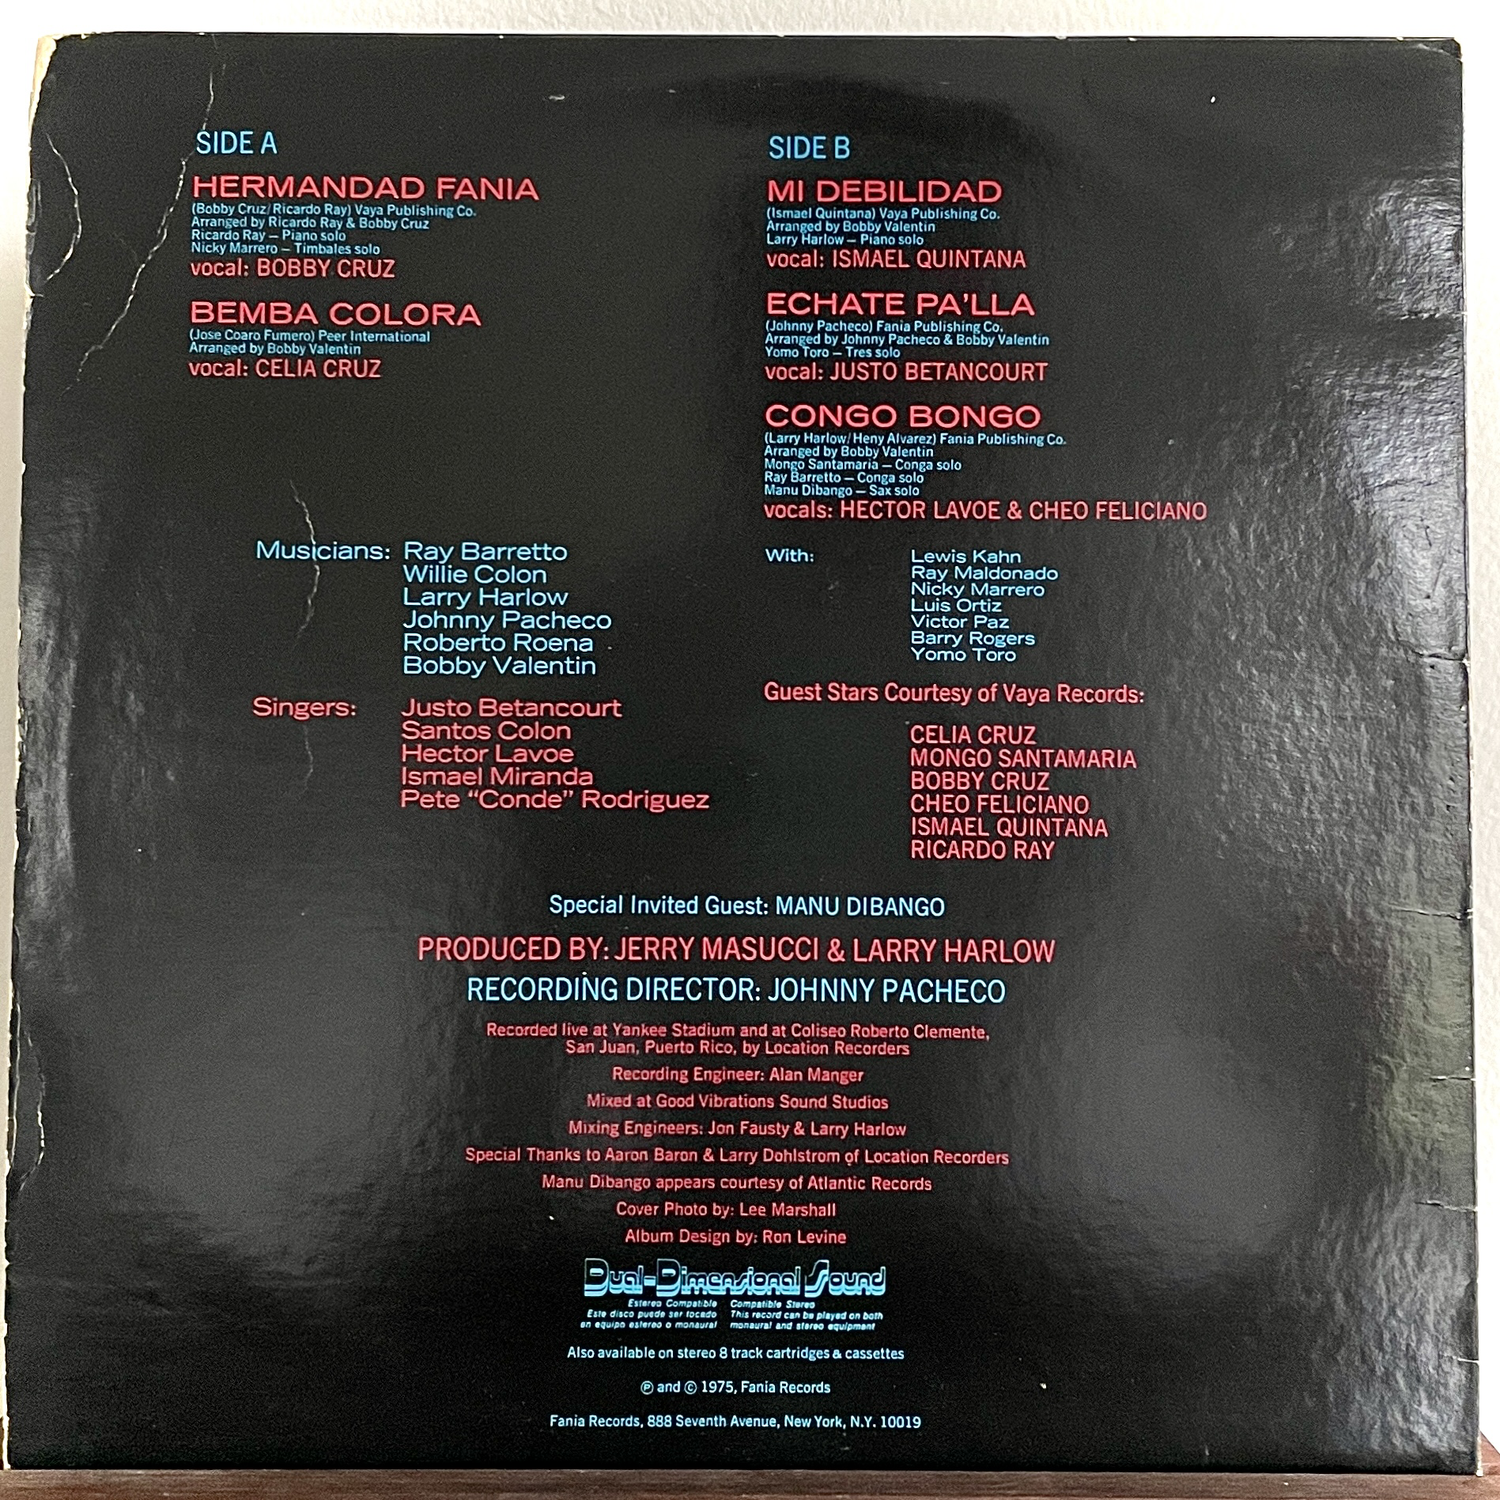 SIDE A
HERMANDAD FANIA
(Bobby Cruz/Ricardo Ray) Vaya Publishing Co.
Arranged by Ricardo Ray & Bobby Cruz
Ricardo Ray – Piano solo
Nicky Marrero – Timbales solo
vocal: BOBBY CRUZ
BEMBA COLORA
(Jose Coaro Fumero) Peer International
Arranged by Bobby Valentin
vocal: CELIA CRUZ
SIDE B
MI DEBILIDAD
(Ismael Quintana) Vaya Publishing Co.
Arranged by Bobby Valentin
Larry Harlow – Piano solo
vocal: ISMAEL QUINTANA
ECHATE PA'LLA
(Johnny Pacheco) Fania Publishing Co.
Arranged by Johnny Pacheco & Bobby Valentin
Yomo Toro – Tres solo
vocal: JUSTO BETANCOURT
CONGO BONGO
(Larry Harlow/Heny Alvarez) Fania Publishing Co.
Arranged by Bobby Valentin
Mongo Santamaria – Conga solo
Ray Barretto – Conga solo
Manu Dibango – Sax solo
vocals: HECTOR LAVOE & CHEO FELICIANO
Musicians: Ray Barretto
Willie Colon
Larry Harlow
Johnny Pacheco
Roberto Roena
Bobby Valentin
Singers: Justo Betancourt
Santos Colon
Hector Lavoe
Ismael Miranda
Pete "Conde" Rodriguez
With: Lewis Kahn
Ray Maldonado
Nicky Marrero
Luis Ortiz
Victor Paz
Barry Rogers
Yomo Toro
Guest Stars Courtesy of Vaya Records:
CELIA CRUZ
MONGO SANTAMARIA
BOBBY CRUZ
CHEO FELICIANO
ISMAEL QUINTANA
RICARDO RAY
Special Invited Guest: MANU DIBANGO
PRODUCED BY: JERRY MASUCCI & LARRY HARLOW
RECORDING DIRECTOR: JOHNNY PACHECO
Recorded live at Yankee Stadium and at Coliseo Roberto Clemente,
San Juan, Puerto Rico, by Location Recorders
Recording Engineer: Alan Manger
Mixed at Good Vibrations Sound Studios
Mixing Engineers: Jon Fausty & Larry Harlow
Special Thanks to Aaron Baron & Larry Dohlstrom of Location Recorders
Manu Dibango appears courtesy of Atlantic Records
Cover Photo by: Lee Marshall
Album Design by: Ron Levine
Dual-Dimensional Sound
Estereo Compatible
Este disco puede ser tocado
en equipo estereo o monaural
Compatible Stereo
This record can be played on both
monaural and stereo equipment
Also available on stereo 8 track cartridges & cassettes
℗ and © 1975, Fania Records
Fania Records, 888 Seventh Avenue, New York, N.Y. 10019